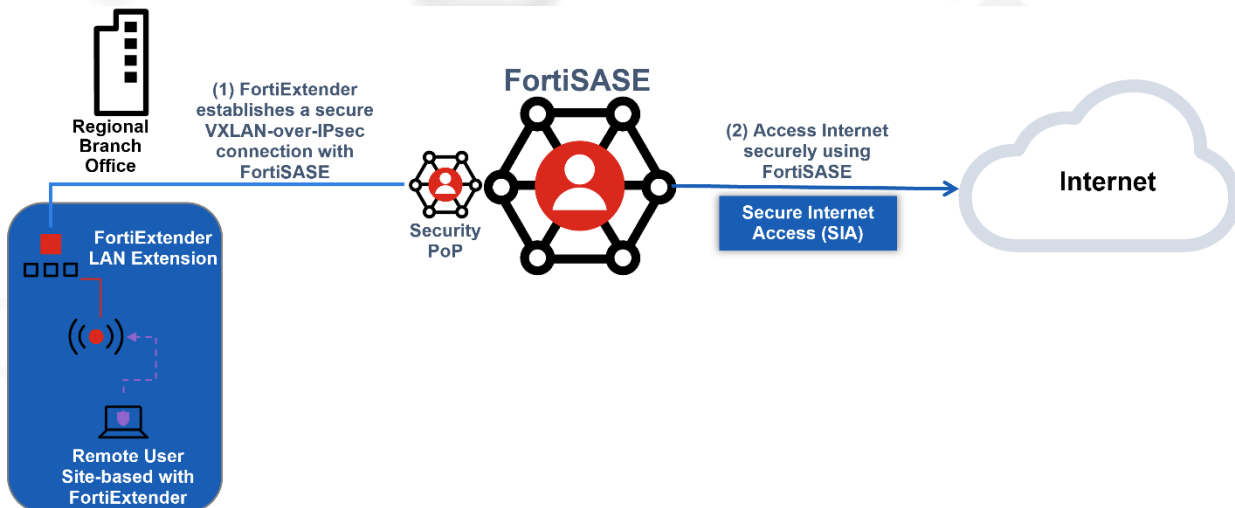 Regional
Branch
Office
(1) FortiExtender
establishes a secure
VXLAN-over-IPsec
connection with
FortiSASE
FortiSASE
Security
PoP
(2) Access Internet
securely using
FortiSASE
Secure Internet
Access (SIA)
Internet
FortiExtender
LAN Extension
Remote User
Site-based with
FortiExtender